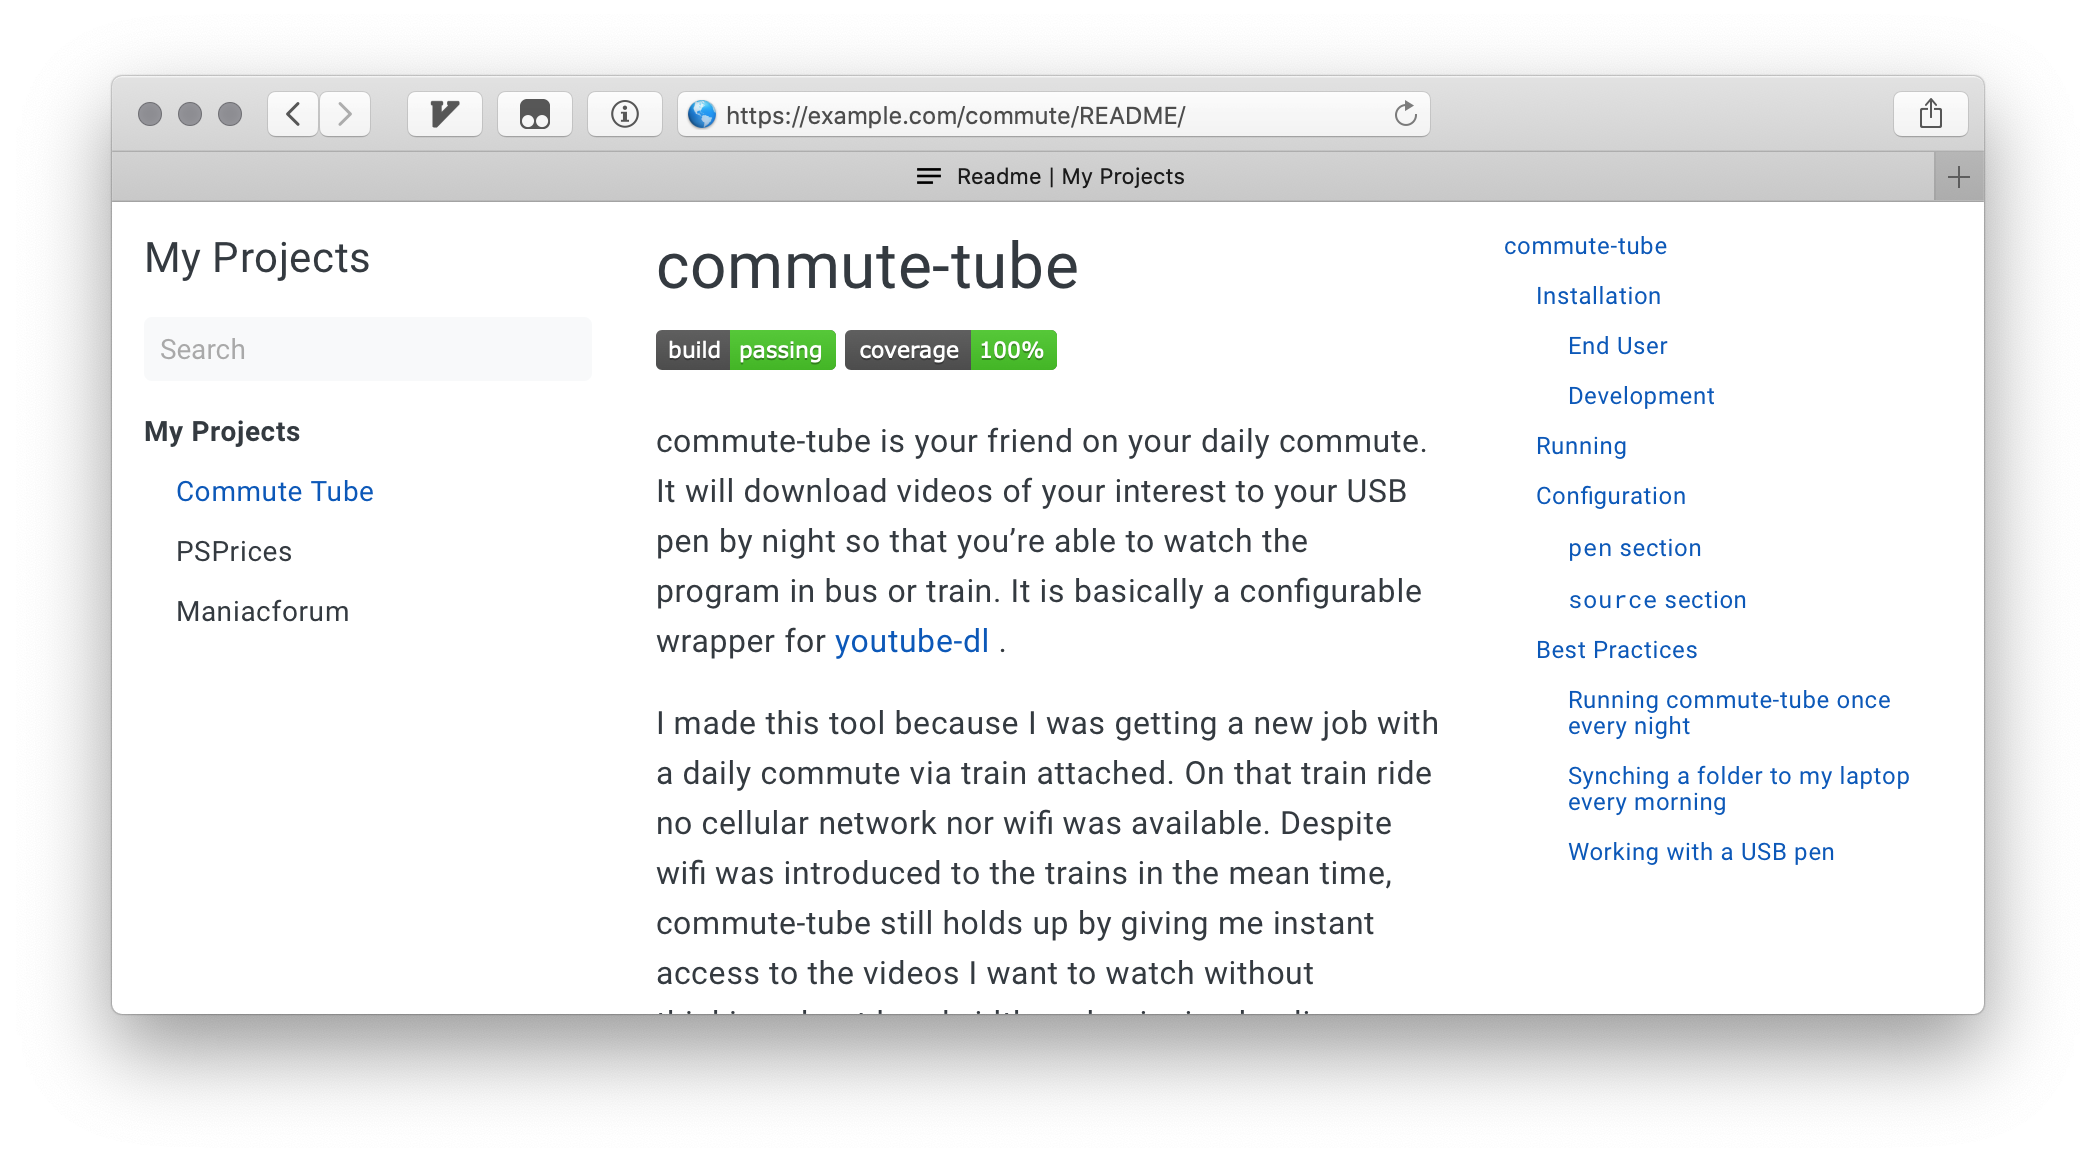 https://example.com/commute/README/
Readme | My Projects
My Projects
Search
My Projects
Commute Tube
PSPrices
Maniacforum
commute-tube
build passing coverage 100%
commute-tube is your friend on your daily commute.
It will download videos of your interest to your USB
pen by night so that you’re able to watch the
program in bus or train. It is basically a configurable
wrapper for youtube-dl .
I made this tool because I was getting a new job with
a daily commute via train attached. On that train ride
no cellular network nor wifi was available. Despite
wifi was introduced to the trains in the mean time,
commute-tube still holds up by giving me instant
access to the videos I want to watch without
commute-tube
Installation
End User
Development
Running
Configuration
pen section
source section
Best Practices
Running commute-tube once
every night
Synching a folder to my laptop
every morning
Working with a USB pen